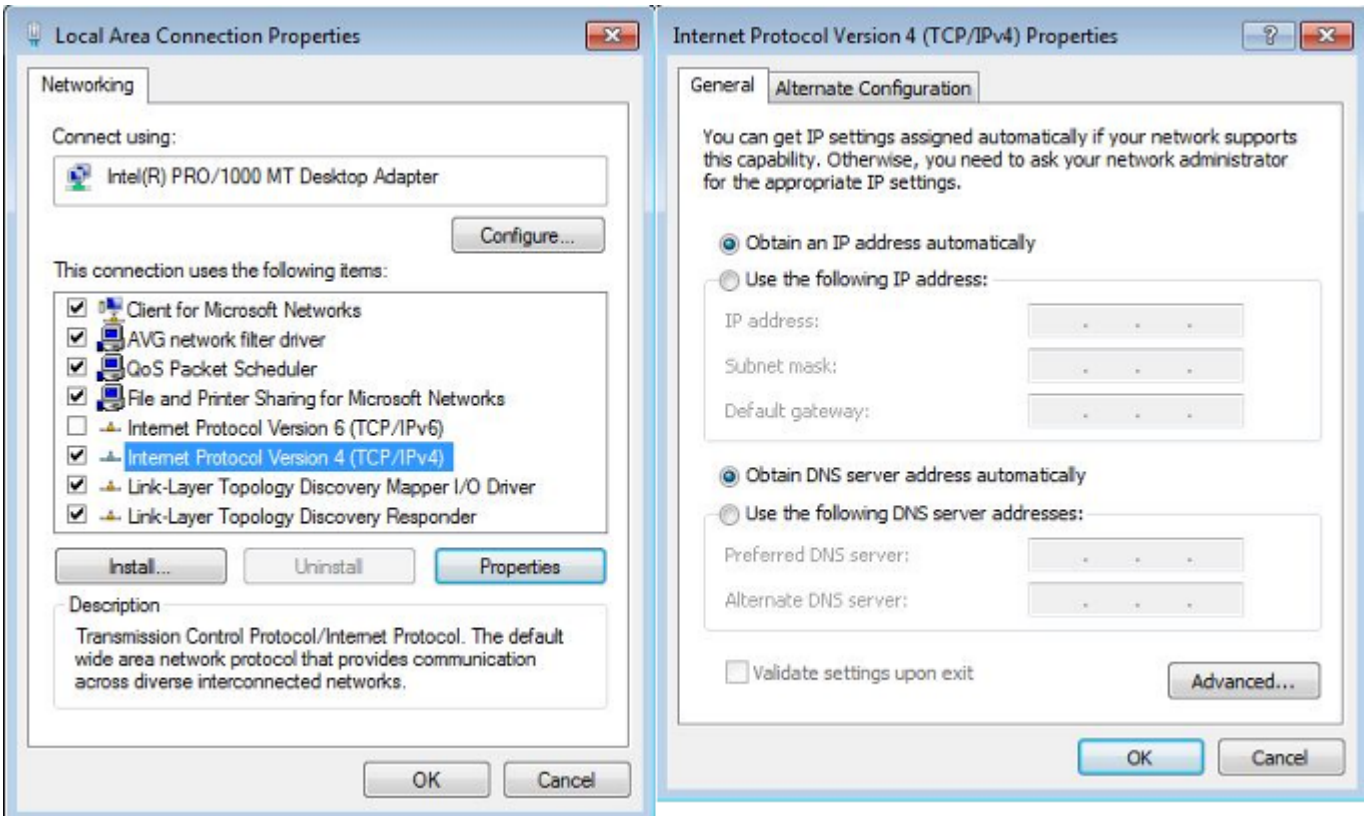 Local Area Connection Properties
Networking
Connect using:
Intel(R) PRO/1000 MT Desktop Adapter
Configure...
This connection uses the following items:
Client for Microsoft Networks
AVG network filter driver
QoS Packet Scheduler
File and Printer Sharing for Microsoft Networks
Internet Protocol Version 6 (TCP/IPv6)
Internet Protocol Version 4 (TCP/IPv4)
Link-Layer Topology Discovery Mapper I/O Driver
Link-Layer Topology Discovery Responder
Install...
Uninstall
Properties
Description
Transmission Control Protocol/Internet Protocol. The default
wide area network protocol that provides communication
across diverse interconnected networks.
OK
Cancel
Internet Protocol Version 4 (TCP/IPv4) Properties
General
Alternate Configuration
You can get IP settings assigned automatically if your network supports
this capability. Otherwise, you need to ask your network administrator
for the appropriate IP settings.
Obtain an IP address automatically
Use the following IP address:
IP address:
Subnet mask:
Default gateway:
Obtain DNS server address automatically
Use the following DNS server addresses:
Preferred DNS server:
Alternate DNS server:
Validate settings upon exit
Advanced...
OK
Cancel